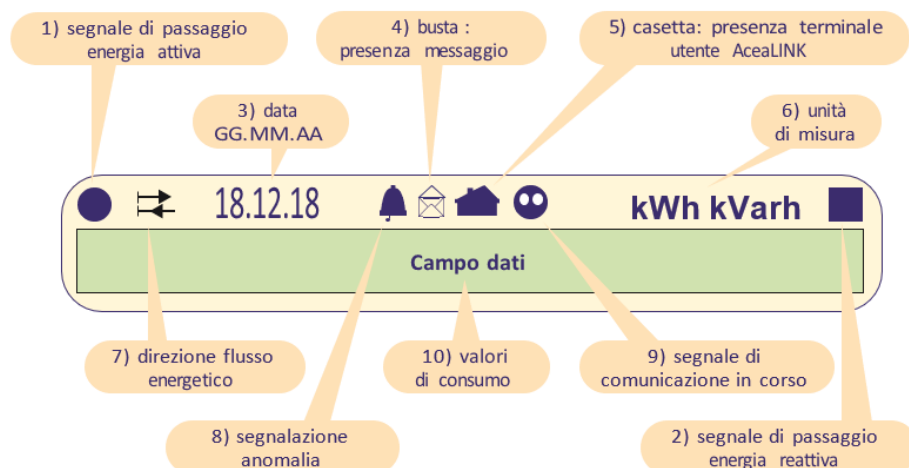 1) segnale di passaggio
energia attiva
4) busta :
presenza messaggio
5) casetta: presenza terminale
utente AceaLINK
3) data
GG.MM.AA
6) unità
di misura
18.12.18
kWh kVarh
Campo dati
7) direzione flusso
energetico
10) valori
di consumo
9) segnale di
comunicazione in corso
8) segnalazione
anomalia
2) segnale di passaggio
energia reattiva